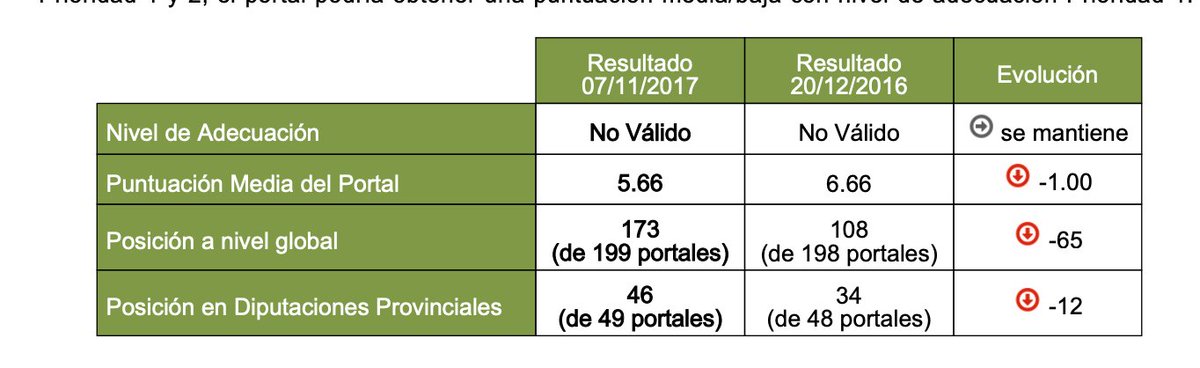 Prioridad 1 y 2, el portal podría obtener una puntuación media/baja con nivel de adecuación Prioridad 1.
Resultado 07/11/2017 Resultado 20/12/2016 Evolución
Nivel de Adecuación No Válido No Válido se mantiene
Puntuación Media del Portal 5.66 6.66 -1.00
Posición a nivel global 173 (de 199 portales) 108 (de 198 portales) -65
Posición en Diputaciones Provinciales 46 (de 49 portales) 34 (de 48 portales) -12